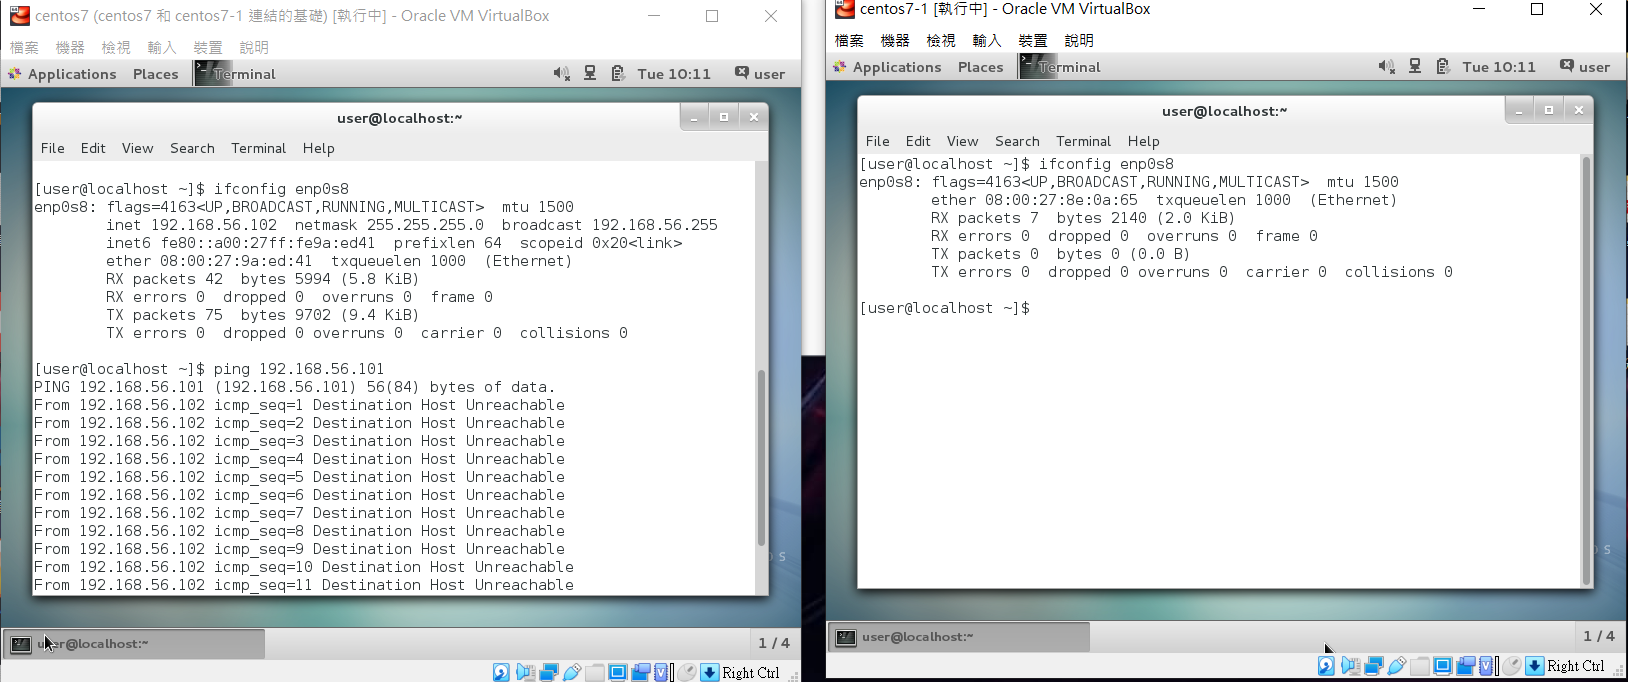 centos7 (centos7 和 centos7-1 連結的基礎) [執行中] - Oracle VM VirtualBox
檔案 機器 檢視 輸入 裝置 說明
Applications Places Terminal Tue 10:11 user
user@localhost:~
File Edit View Search Terminal Help
[user@localhost ~]$ ifconfig enp0s8
enp0s8: flags=4163<UP,BROADCAST,RUNNING,MULTICAST>  mtu 1500
        inet 192.168.56.102  netmask 255.255.255.0  broadcast 192.168.56.255
        inet6 fe80::a00:27ff:fe9a:ed41  prefixlen 64  scopeid 0x20<link>
        ether 08:00:27:9a:ed:41  txqueuelen 1000  (Ethernet)
        RX packets 42  bytes 5994 (5.8 KiB)
        RX errors 0  dropped 0  overruns 0  frame 0
        TX packets 75  bytes 9702 (9.4 KiB)
        TX errors 0  dropped 0 overruns 0  carrier 0  collisions 0
[user@localhost ~]$ ping 192.168.56.101
PING 192.168.56.101 (192.168.56.101) 56(84) bytes of data.
From 192.168.56.102 icmp_seq=1 Destination Host Unreachable
From 192.168.56.102 icmp_seq=2 Destination Host Unreachable
From 192.168.56.102 icmp_seq=3 Destination Host Unreachable
From 192.168.56.102 icmp_seq=4 Destination Host Unreachable
From 192.168.56.102 icmp_seq=5 Destination Host Unreachable
From 192.168.56.102 icmp_seq=6 Destination Host Unreachable
From 192.168.56.102 icmp_seq=7 Destination Host Unreachable
From 192.168.56.102 icmp_seq=8 Destination Host Unreachable
From 192.168.56.102 icmp_seq=9 Destination Host Unreachable
From 192.168.56.102 icmp_seq=10 Destination Host Unreachable
From 192.168.56.102 icmp_seq=11 Destination Host Unreachable
user@localhost:~ 1 / 4
Right Ctrl
centos7-1 [執行中] - Oracle VM VirtualBox
檔案 機器 檢視 輸入 裝置 說明
Applications Places Terminal Tue 10:11 user
user@localhost:~
File Edit View Search Terminal Help
[user@localhost ~]$ ifconfig enp0s8
enp0s8: flags=4163<UP,BROADCAST,RUNNING,MULTICAST>  mtu 1500
        ether 08:00:27:8e:0a:65  txqueuelen 1000  (Ethernet)
        RX packets 7  bytes 2140 (2.0 KiB)
        RX errors 0  dropped 0  overruns 0  frame 0
        TX packets 0  bytes 0 (0.0 B)
        TX errors 0  dropped 0 overruns 0  carrier 0  collisions 0
[user@localhost ~]$
user@localhost:~ 1 / 4
Right Ctrl